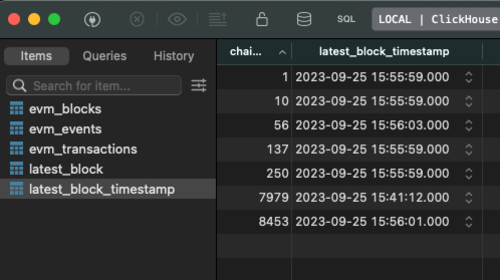 SQL
LOCAL | ClickHouse
Items
Queries
History
Search for item...
evm_blocks
evm_events
evm_transactions
latest_block
latest_block_timestamp
chai... latest_block_timestamp
1 2023-09-25 15:55:59.000
10 2023-09-25 15:55:59.000
56 2023-09-25 15:56:03.000
137 2023-09-25 15:55:59.000
250 2023-09-25 15:55:59.000
7979 2023-09-25 15:41:12.000
8453 2023-09-25 15:56:01.000